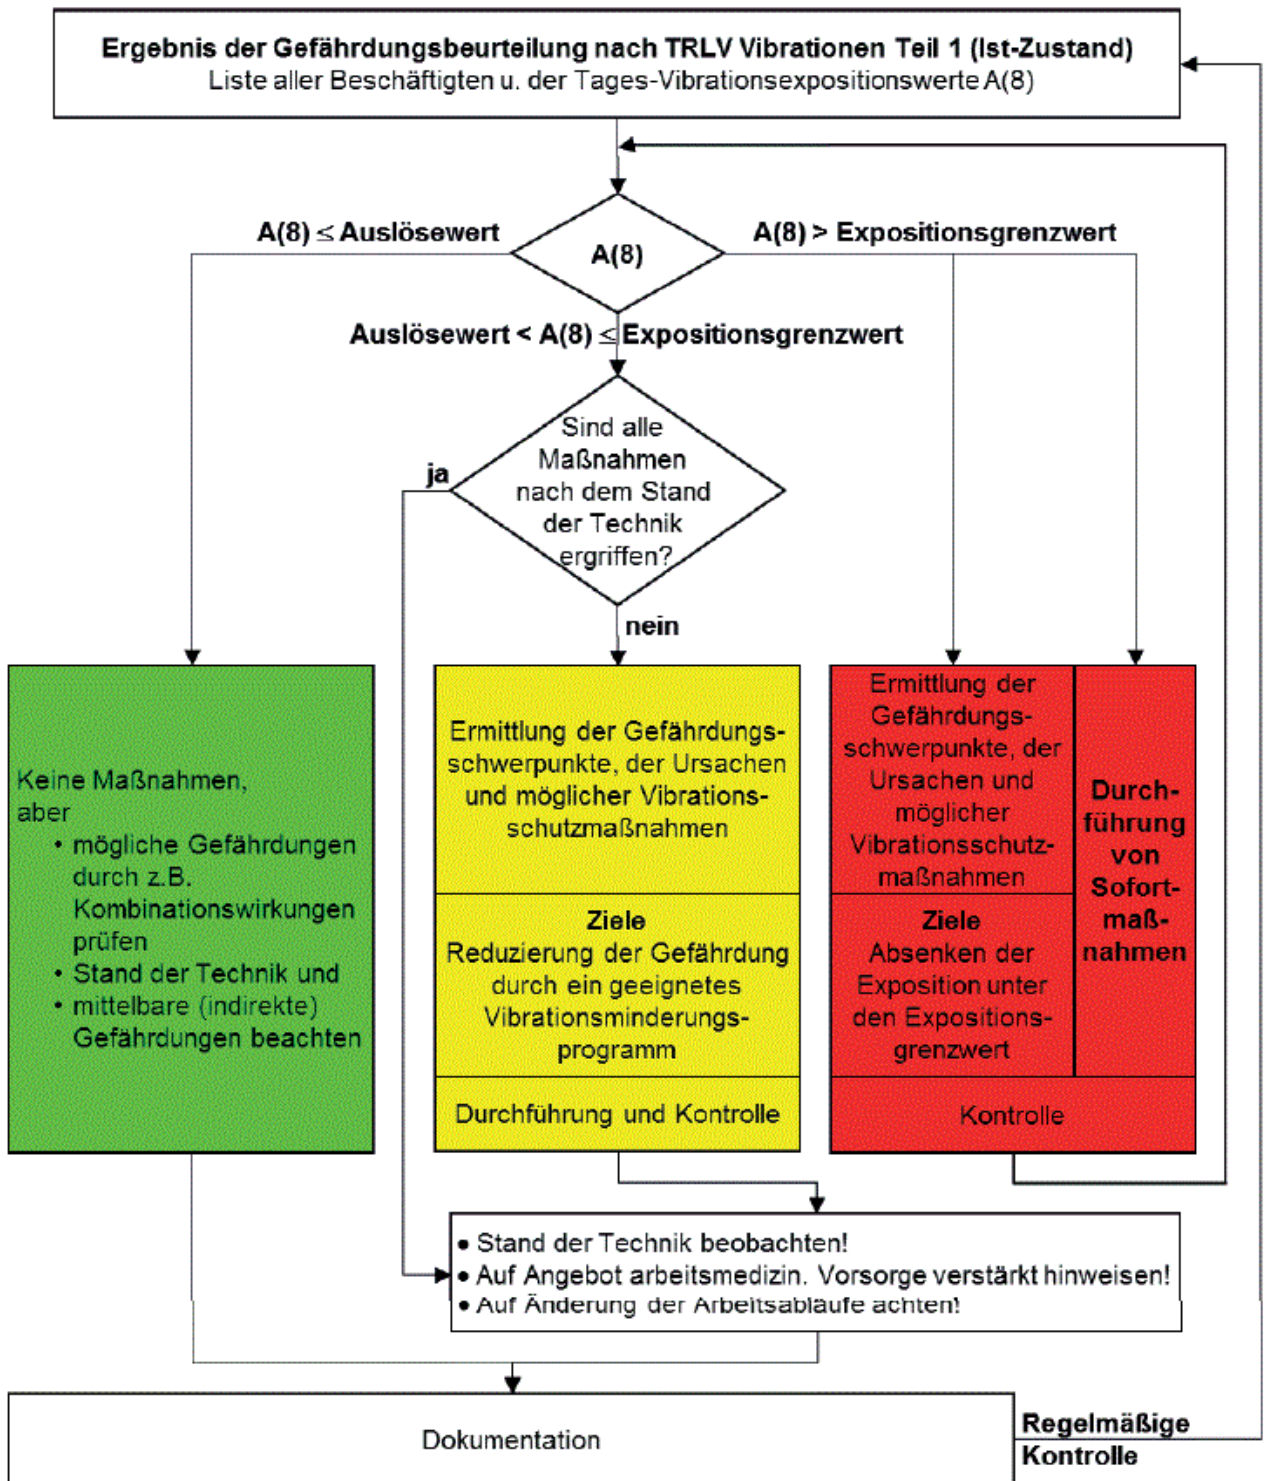 Ergebnis der Gefährdungsbeurteilung nach TRLV Vibrationen Teil 1 (Ist-Zustand)
Liste aller Beschäftigten u. der Tages-Vibrationsexpositionswerte A(8)
A(8) ≤ Auslösewert
A(8)
A(8) > Expositionsgrenzwert
Auslösewert < A(8) ≤ Expositionsgrenzwert
Sind alle
Maßnahmen
nach dem Stand
der Technik
ergriffen?
ja
nein
Keine Maßnahmen,
aber
• mögliche Gefährdungen
durch z.B.
Kombinationswirkungen
prüfen
• Stand der Technik und
• mittelbare (indirekte)
Gefährdungen beachten
Ermittlung der Gefährdungs-
schwerpunkte, der Ursachen
und möglicher Vibrations-
schutzmaßnahmen
Ziele
Reduzierung der Gefährdung
durch ein geeignetes
Vibrationsminderungs-
programm
Durchführung und Kontrolle
Ermittlung der
Gefährdungs-
schwerpunkte, der
Ursachen und
möglicher
Vibrationsschutz-
maßnahmen
Ziele
Absenken der
Exposition unter
den Expositions-
grenzwert
Durch-
führung
von
Sofort-
maß-
nahmen
Kontrolle
• Stand der Technik beobachten!
• Auf Angebot arbeitsmedizin. Vorsorge verstärkt hinweisen!
• Auf Änderung der Arbeitsabläufe achten!
Dokumentation
Regelmäßige
Kontrolle